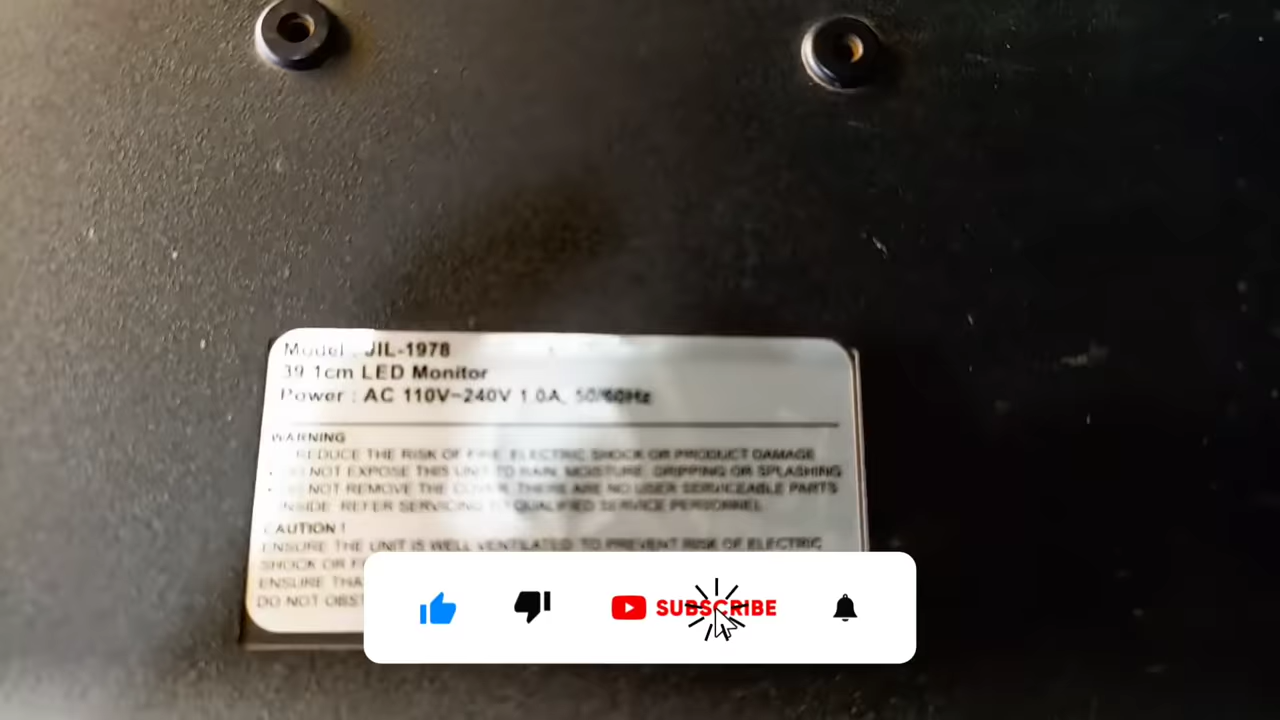 Model : JIL-1978
39.1cm LED Monitor
Power : AC 110V~240V 1.0A, 50/60Hz
WARNING
REDUCE THE RISK OF FIRE, ELECTRIC SHOCK OR PRODUCT DAMAGE
NOT EXPOSE THIS UNIT TO RAIN, MOISTURE, DRIPPING OR SPLASHING
NOT REMOVE THE COVER, THERE ARE NO USER SERVICEABLE PARTS
INSIDE. REFER SERVICING TO QUALIFIED SERVICE PERSONNEL
CAUTION !
ENSURE THE UNIT IS WELL VENTILATED, TO PREVENT RISK OF ELECTRIC
SHOCK OR
ENSURE
DO NOT
SUBSCRIBE